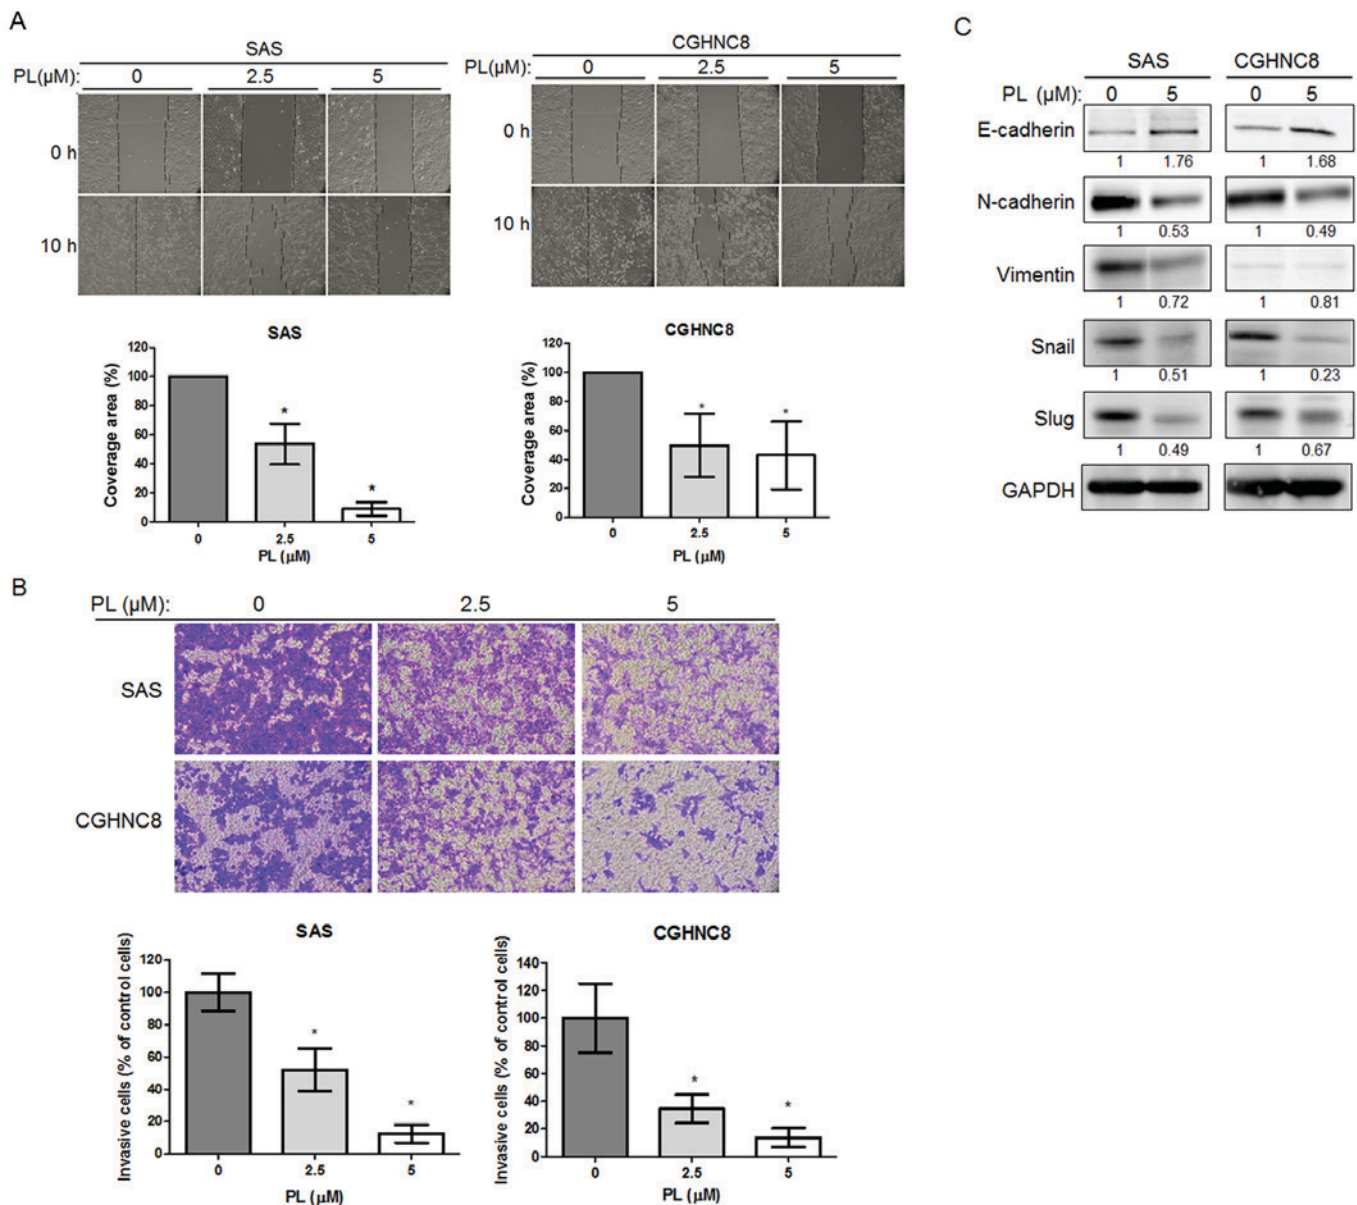 A
SAS
PL(μM): 0 2.5 5
0 h
10 h
CGHNC8
PL(μM): 0 2.5 5
0 h
10 h
SAS
Coverage area (%)
120
100
80
60
40
20
0
*
*
0 2.5 5
PL (μM)
CGHNC8
Coverage area (%)
120
100
80
60
40
20
0
*
*
0 2.5 5
PL (μM)
B
PL (μM): 0 2.5 5
SAS
CGHNC8
SAS
Invasive cells (% of control cells)
120
100
80
60
40
20
0
*
*
0 2.5 5
PL (μM)
CGHNC8
Invasive cells (% of control cells)
140
120
100
80
60
40
20
0
*
*
0 2.5 5
PL (μM)
C
SAS CGHNC8
PL (μM): 0 5 0 5
E-cadherin
1 1.76 1 1.68
N-cadherin
1 0.53 1 0.49
Vimentin
1 0.72 1 0.81
Snail
1 0.51 1 0.23
Slug
1 0.49 1 0.67
GAPDH